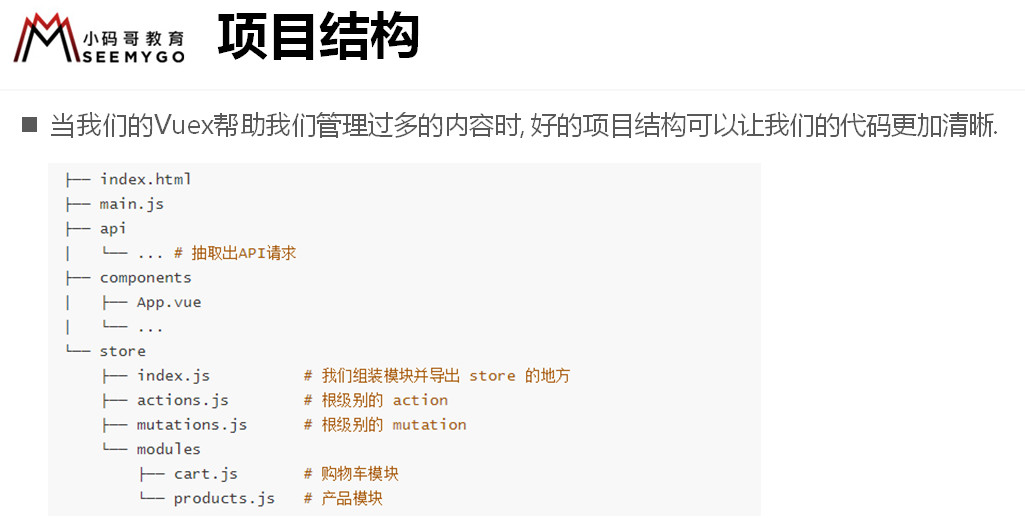 小码哥教育
SEEMYGO
项目结构
■ 当我们的Vuex帮助我们管理过多的内容时, 好的项目结构可以让我们的代码更加清晰.
├── index.html
├── main.js
├── api
│   └── ... # 抽取出API请求
├── components
│   ├── App.vue
│   └── ...
└── store
    ├── index.js          # 我们组装模块并导出 store 的地方
    ├── actions.js        # 根级别的 action
    ├── mutations.js      # 根级别的 mutation
    └── modules
        ├── cart.js       # 购物车模块
        └── products.js   # 产品模块